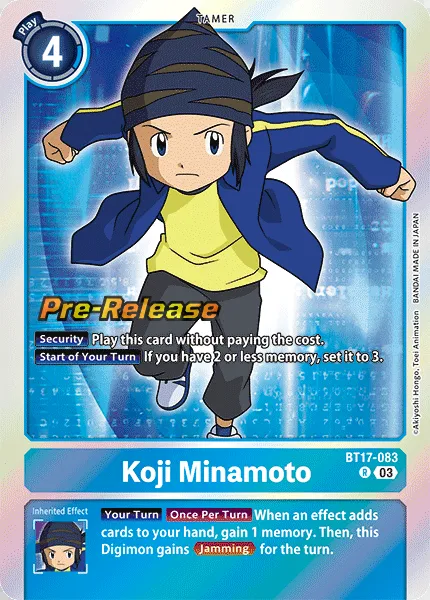 TAMER
Play
4
Pre-Release
Security Play this card without paying the cost.
Start of Your Turn If you have 2 or less memory, set it to 3.
©Akiyoshi Hongo, Toei Animation BANDAI MADE IN JAPAN
BT17-083
Koji Minamoto
R 03
Inherited Effect
Your Turn Once Per Turn When an effect adds
cards to your hand, gain 1 memory. Then, this
Digimon gains Jamming for the turn.